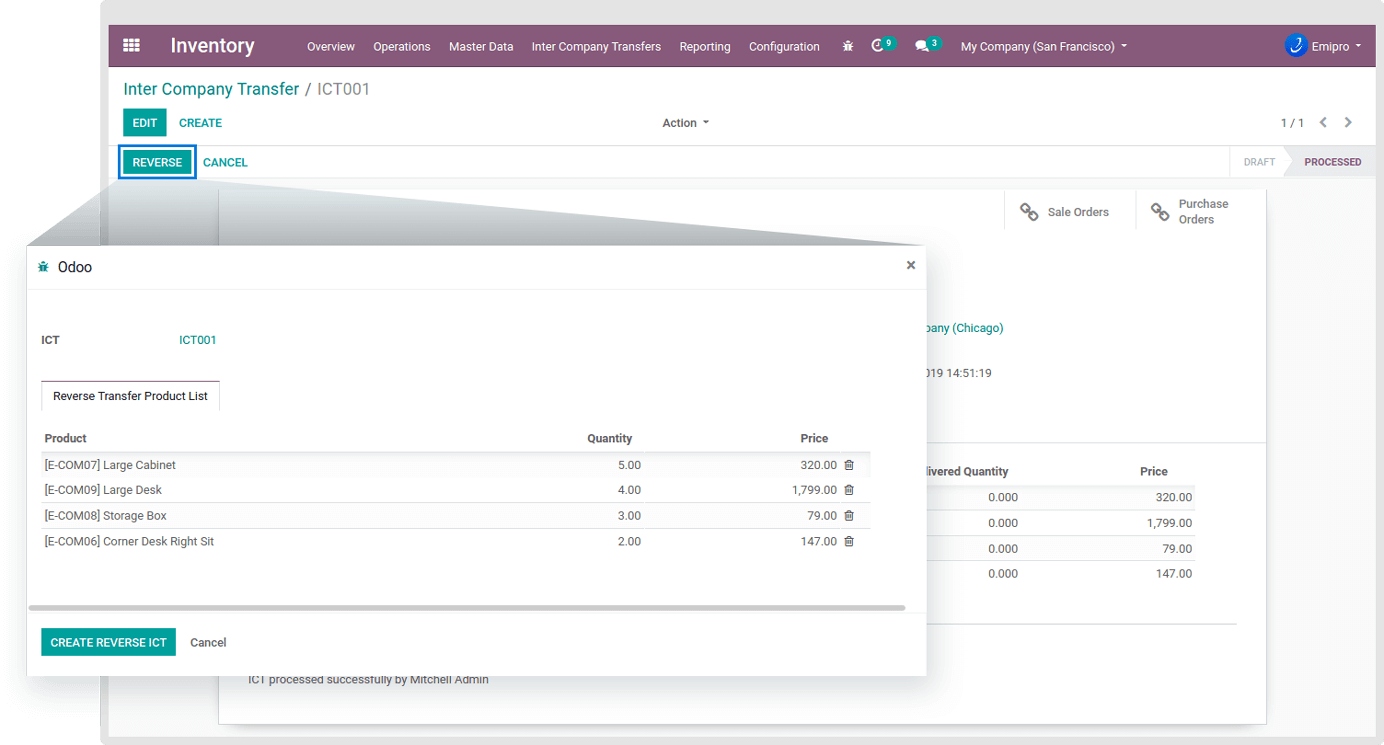 Inventory Overview Operations Master Data Inter Company Transfers Reporting Configuration 9 3 My Company (San Francisco) Emipro
Inter Company Transfer / ICT001
EDIT CREATE Action 1 / 1
REVERSE CANCEL DRAFT PROCESSED
Sale Orders Purchase
Orders
Odoo ×
(Chicago)
ICT ICT001
14:51:19
Reverse Transfer Product List
Product Quantity Price
[E-COM07] Large Cabinet 5.00 320.00
[E-COM09] Large Desk 4.00 1,799.00
[E-COM08] Storage Box 3.00 79.00
[E-COM06] Corner Desk Right Sit 2.00 147.00
Quantity Price
0.000 320.00
0.000 1,799.00
0.000 79.00
0.000 147.00
CREATE REVERSE ICT Cancel
ICT processed successfully by Mitchell Admin